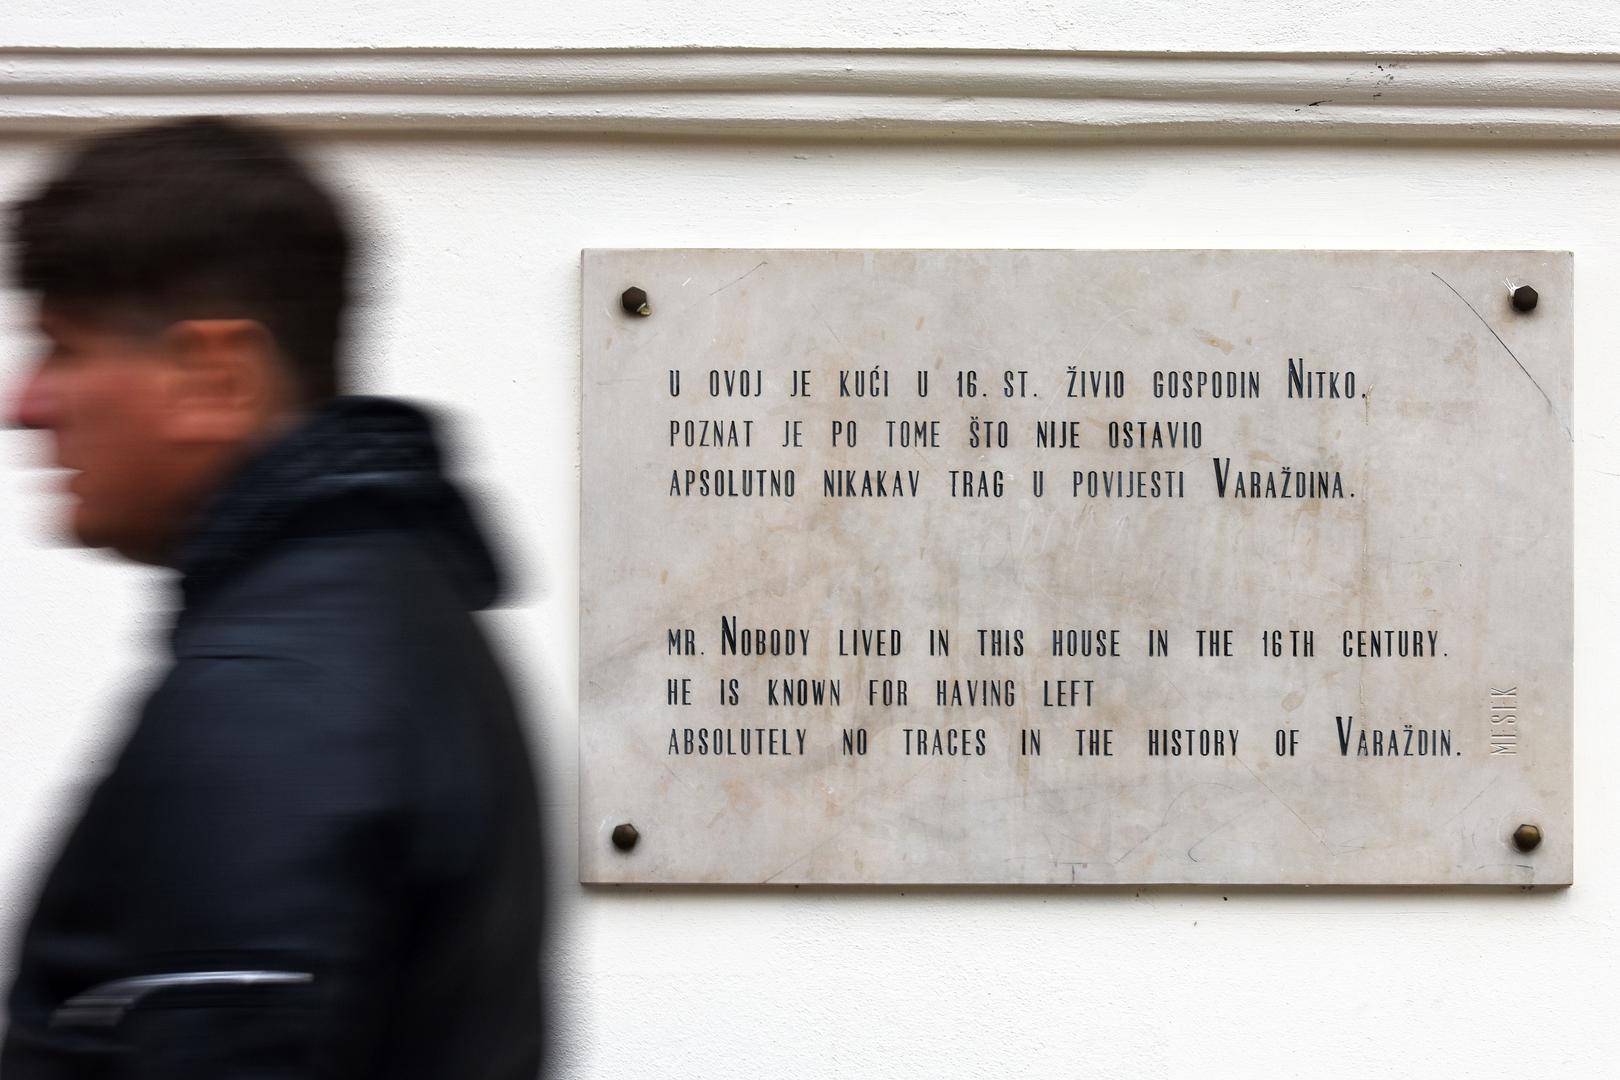 U OVOJ JE KUĆI U 16. ST. ŽIVIO GOSPODIN NITKO,
POZNAT JE PO TOME ŠTO NIJE OSTAVIO
APSOLUTNO NIKAKAV TRAG U POVIJESTI VARAŽDINA.
MR. NOBODY LIVED IN THIS HOUSE IN THE 16TH CENTURY.
HE IS KNOWN FOR HAVING LEFT
ABSOLUTELY NO TRACES IN THE HISTORY OF VARAŽDIN.
MESEK